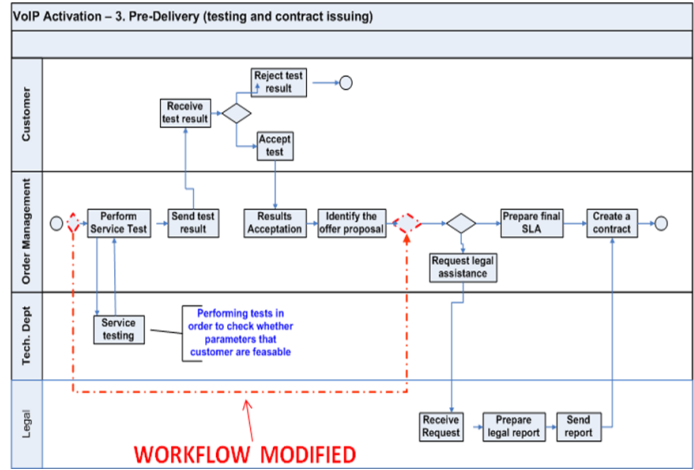 VoIP Activation – 3. Pre-Delivery (testing and contract issuing)
Customer
Reject test
result
Receive
test result
Accept
test
Order Management
Perform
Service Test
Send test
result
Results
Acceptation
Identify the
offer proposal
Prepare final
SLA
Create a
contract
Request legal
assistance
Tech. Dept
Service
testing
Performing tests in
order to check whether
parameters that
customer are feasable
Legal
Receive
Request
Prepare
legal report
Send
report
WORKFLOW MODIFIED